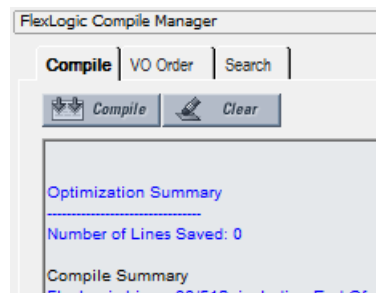 FlexLogic Compile Manager
Compile VO Order Search
Compile Clear
Optimization Summary
--------------------------------
Number of Lines Saved: 0
Compile Summary